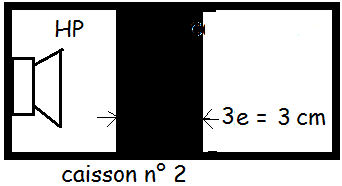 HP
3e = 3 cm
caisson n° 2